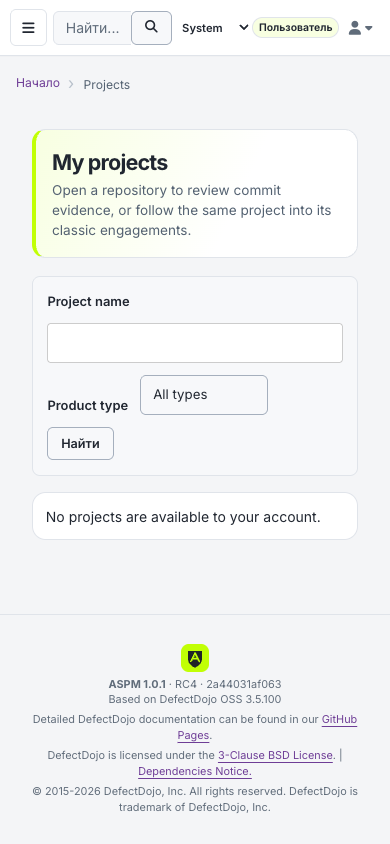 Найти...
System
Пользователь
Начало
Projects
My projects
Open a repository to review commit
evidence, or follow the same project into its
classic engagements.
Project name
Product type
All types
Найти
No projects are available to your account.
ASPM 1.0.1 · RC4 · 2a44031af063
Based on DefectDojo OSS 3.5.100
Detailed DefectDojo documentation can be found in our GitHub
Pages.
DefectDojo is licensed under the 3-Clause BSD License. |
Dependencies Notice.
© 2015-2026 DefectDojo, Inc. All rights reserved. DefectDojo is
trademark of DefectDojo, Inc.